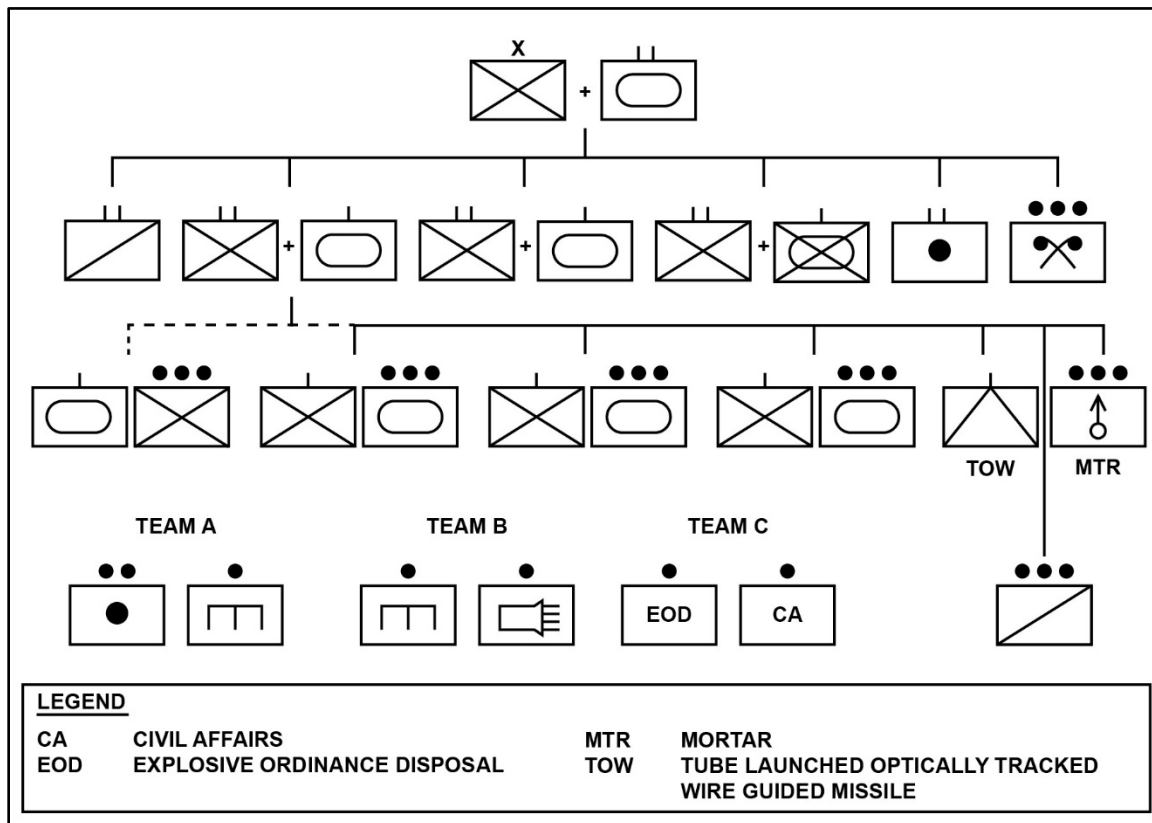 X
+
+ + +
TOW MTR
TEAM A TEAM B TEAM C
EOD CA
LEGEND
CA CIVIL AFFAIRS MTR MORTAR
EOD EXPLOSIVE ORDINANCE DISPOSAL TOW TUBE LAUNCHED OPTICALLY TRACKED
WIRE GUIDED MISSILE